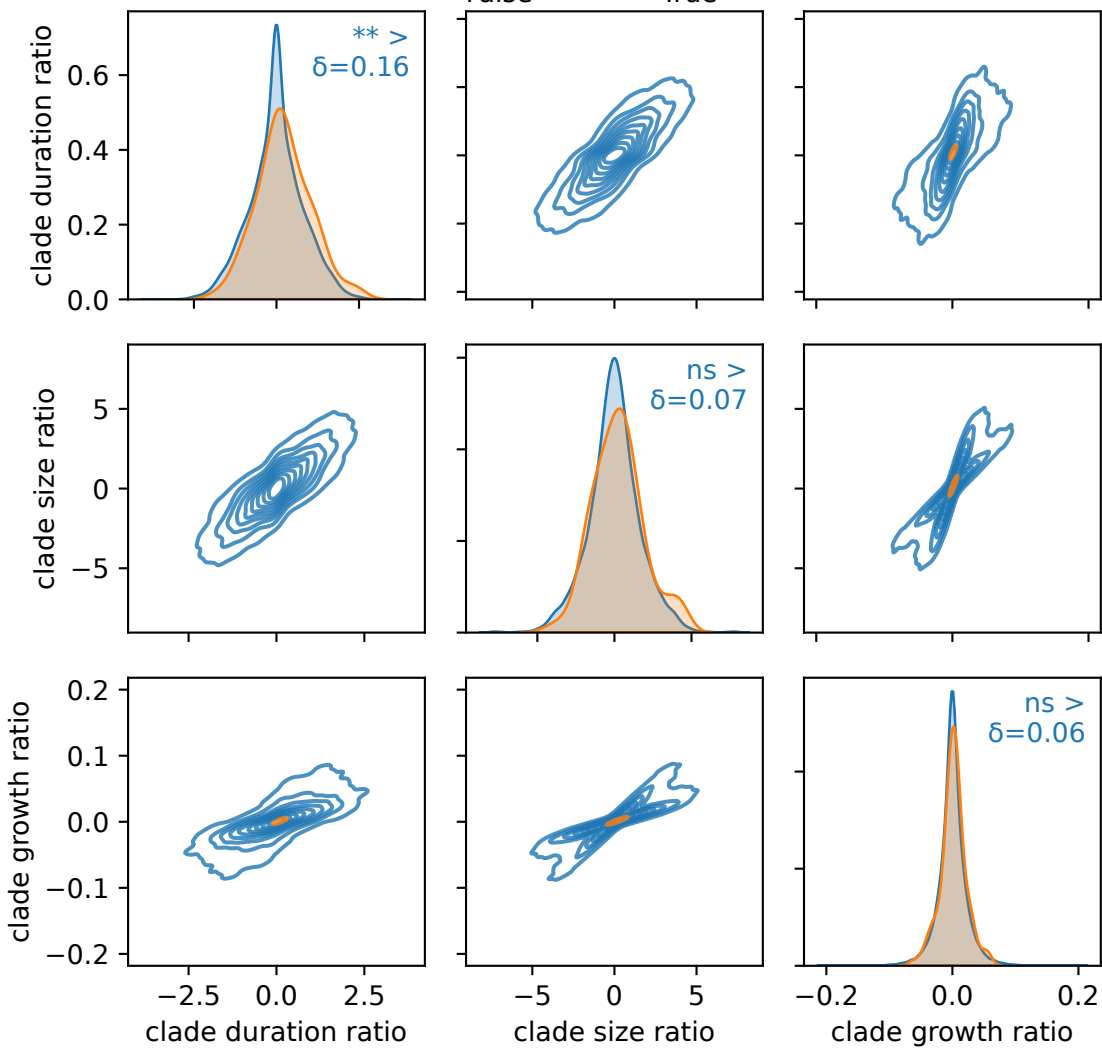 False True
clade duration ratio
0.6
0.4
0.2
0.0
** >
δ=0.16
clade size ratio
5
0
−5
ns >
δ=0.07
clade growth ratio
0.2
0.1
0.0
−0.1
−0.2
ns >
δ=0.06
−2.5 0.0 2.5
−5 0 5
−0.2 0.0 0.2
clade duration ratio
clade size ratio
clade growth ratio